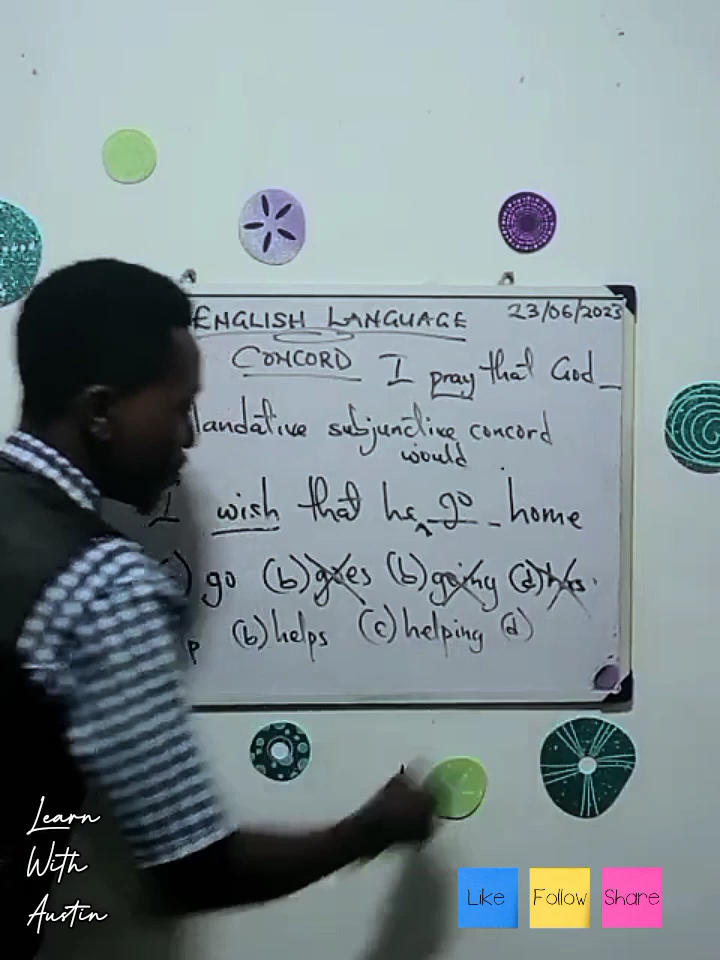 ENGLISH LANGUAGE 23/06/2023
CONCORD I pray that God _
landative subjunctive concord
would
I wish that he ^ go _ home
) go (b) goes (b) going (d) has.
p (b) helps (c) helping (d)
Learn
With
Austin
Like Follow Share